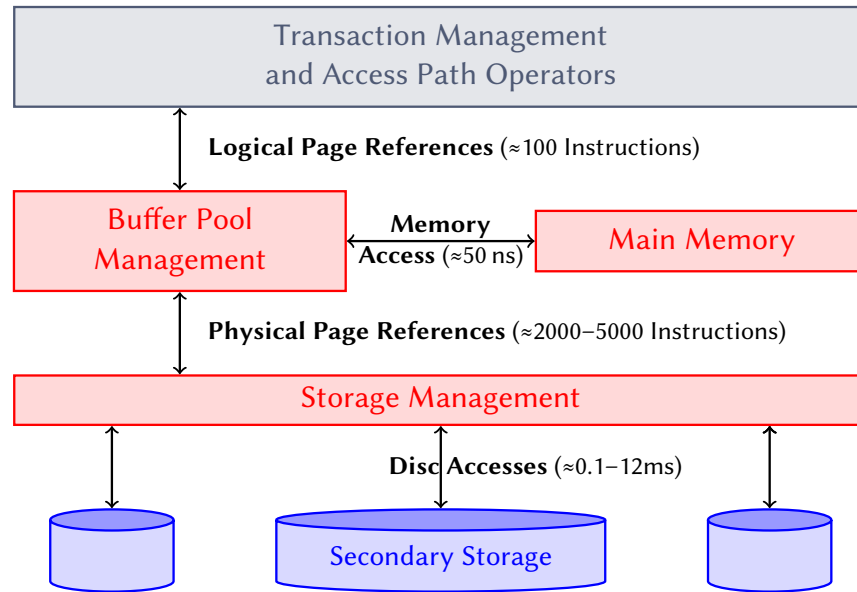 Transaction Management
and Access Path Operators
Logical Page References (≈100 Instructions)
Buffer Pool
Management
Memory
Access (≈50 ns)
Main Memory
Physical Page References (≈2000–5000 Instructions)
Storage Management
Disc Accesses (≈0.1–12ms)
Secondary Storage